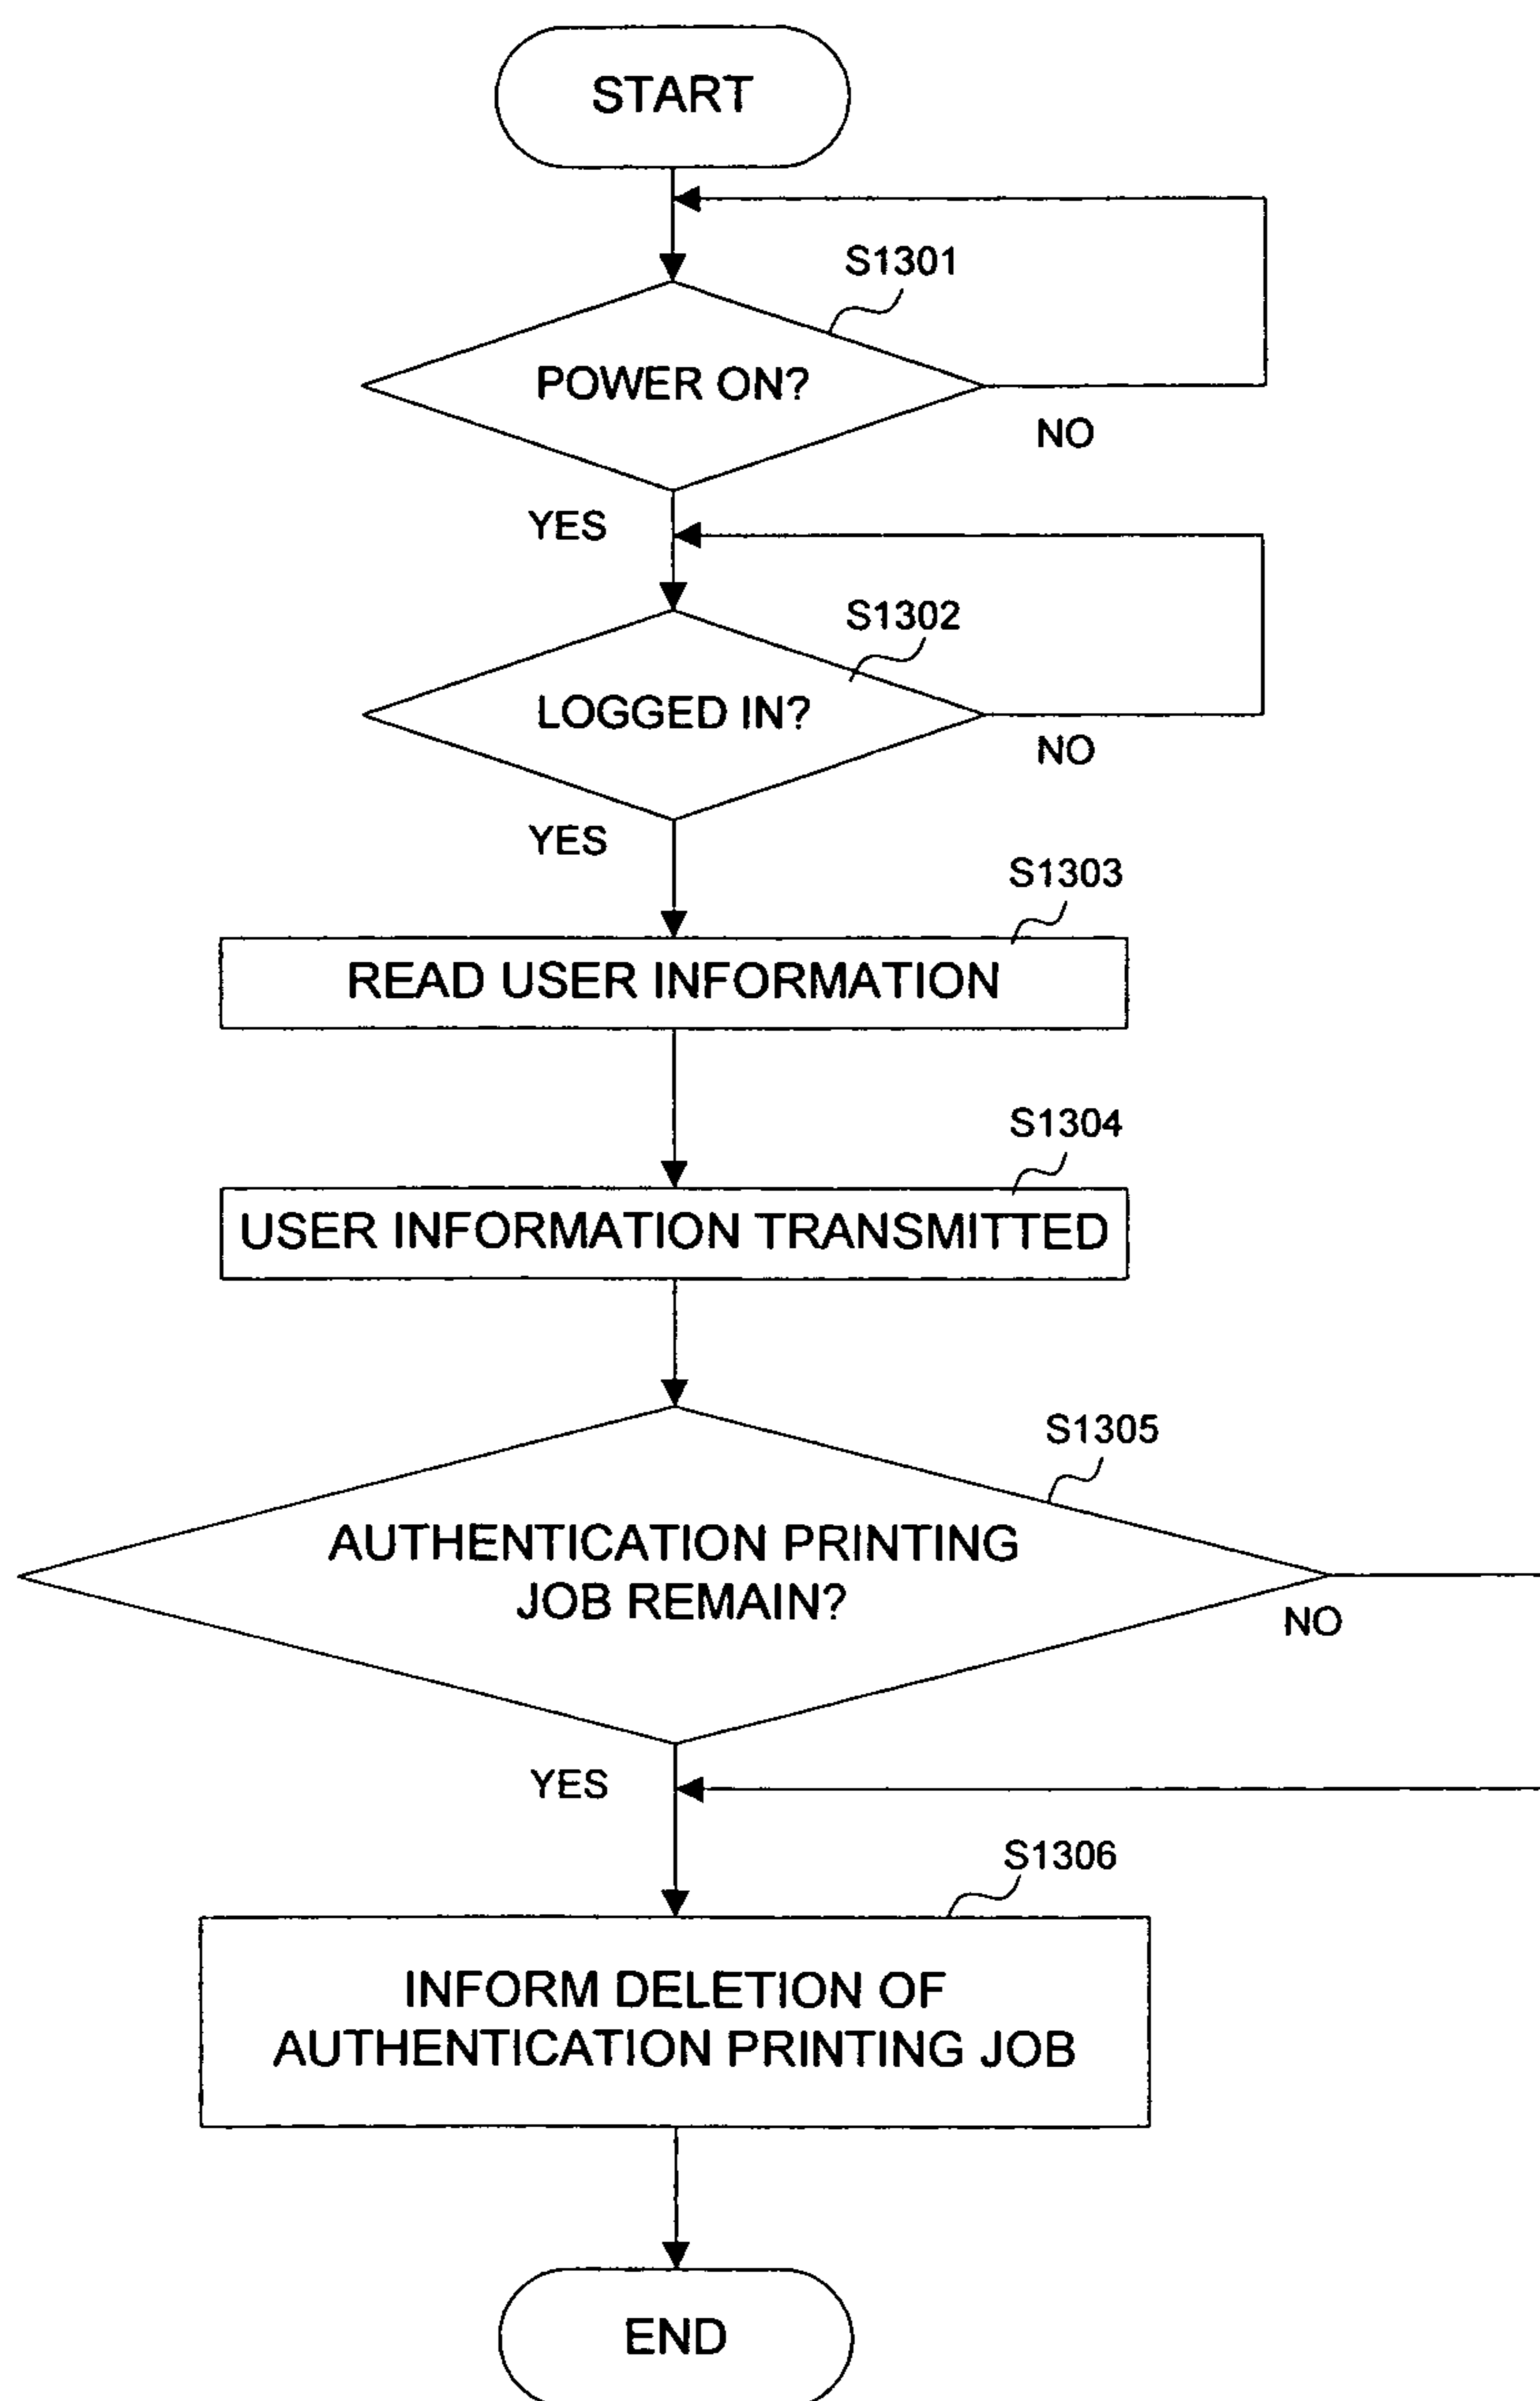 START
S1301
POWER ON?
NO
YES
S1302
LOGGED IN?
NO
YES
S1303
READ USER INFORMATION
S1304
USER INFORMATION TRANSMITTED
S1305
AUTHENTICATION PRINTING
JOB REMAIN?
NO
YES
S1306
INFORM DELETION OF
AUTHENTICATION PRINTING JOB
END